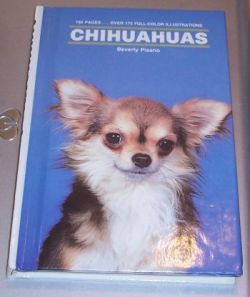 192 PAGES ... OVER 175 FULL-COLOR ILLUSTRATIONS
CHIHUAHUAS
Beverly Pisano